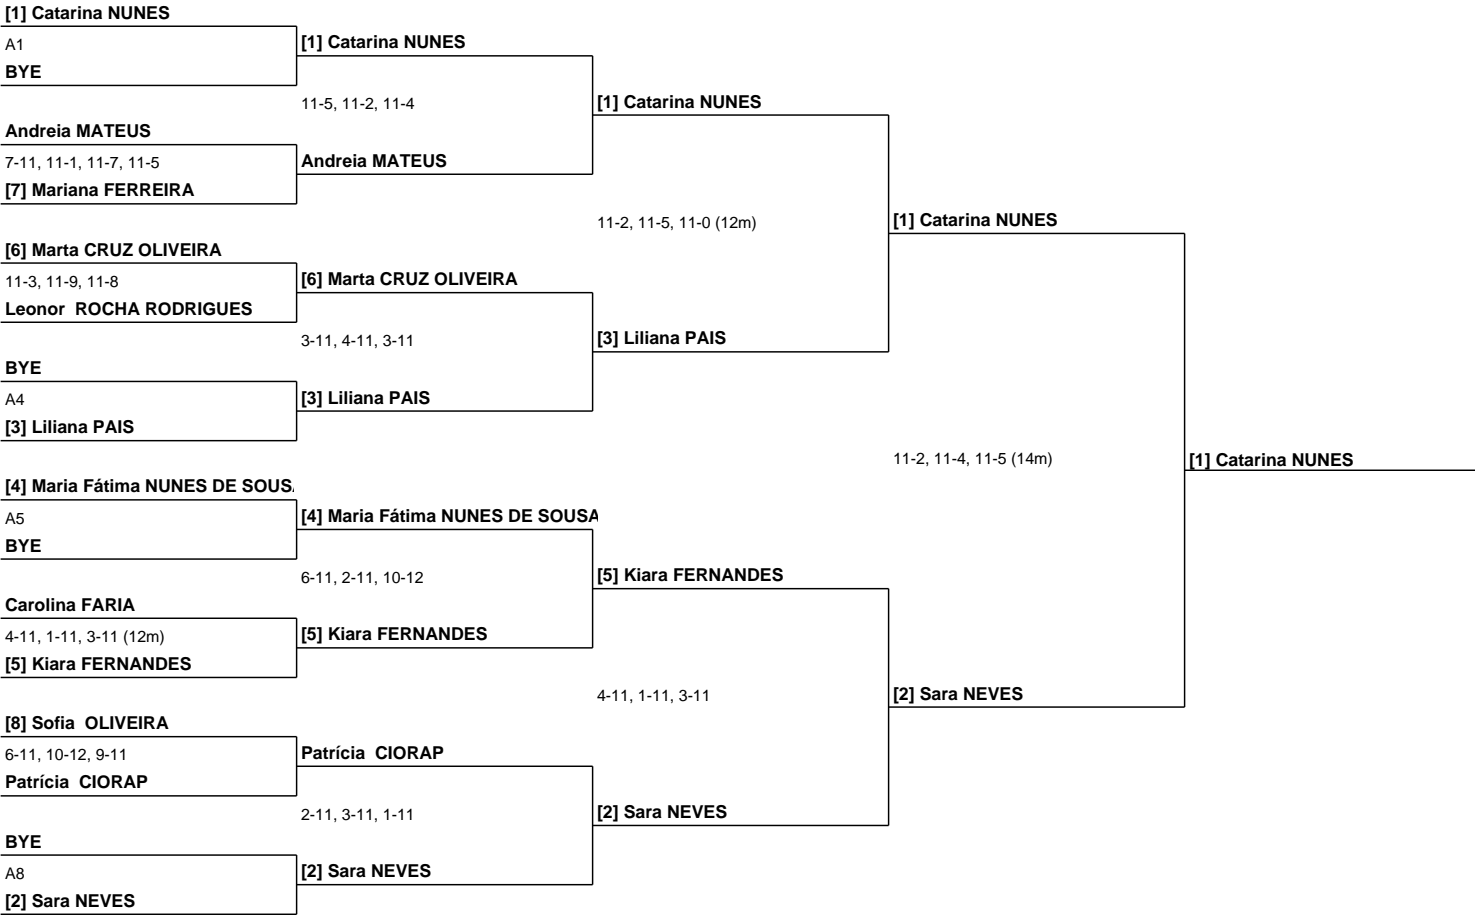 [1] Catarina NUNES
A1
BYE
Andreia MATEUS
7-11, 11-1, 11-7, 11-5
[7] Mariana FERREIRA
[6] Marta CRUZ OLIVEIRA
11-3, 11-9, 11-8
Leonor  ROCHA RODRIGUES
BYE
A4
[3] Liliana PAIS
[4] Maria Fátima NUNES DE SOUS
A5
BYE
Carolina FARIA
4-11, 1-11, 3-11 (12m)
[5] Kiara FERNANDES
[8] Sofia  OLIVEIRA
6-11, 10-12, 9-11
Patrícia  CIORAP
BYE
A8
[2] Sara NEVES
[1] Catarina NUNES
11-5, 11-2, 11-4
Andreia MATEUS
[6] Marta CRUZ OLIVEIRA
3-11, 4-11, 3-11
[3] Liliana PAIS
[4] Maria Fátima NUNES DE SOUSA
6-11, 2-11, 10-12
[5] Kiara FERNANDES
Patrícia  CIORAP
2-11, 3-11, 1-11
[2] Sara NEVES
[1] Catarina NUNES
11-2, 11-5, 11-0 (12m)
[3] Liliana PAIS
[5] Kiara FERNANDES
4-11, 1-11, 3-11
[2] Sara NEVES
[1] Catarina NUNES
11-2, 11-4, 11-5 (14m)
[2] Sara NEVES
[1] Catarina NUNES